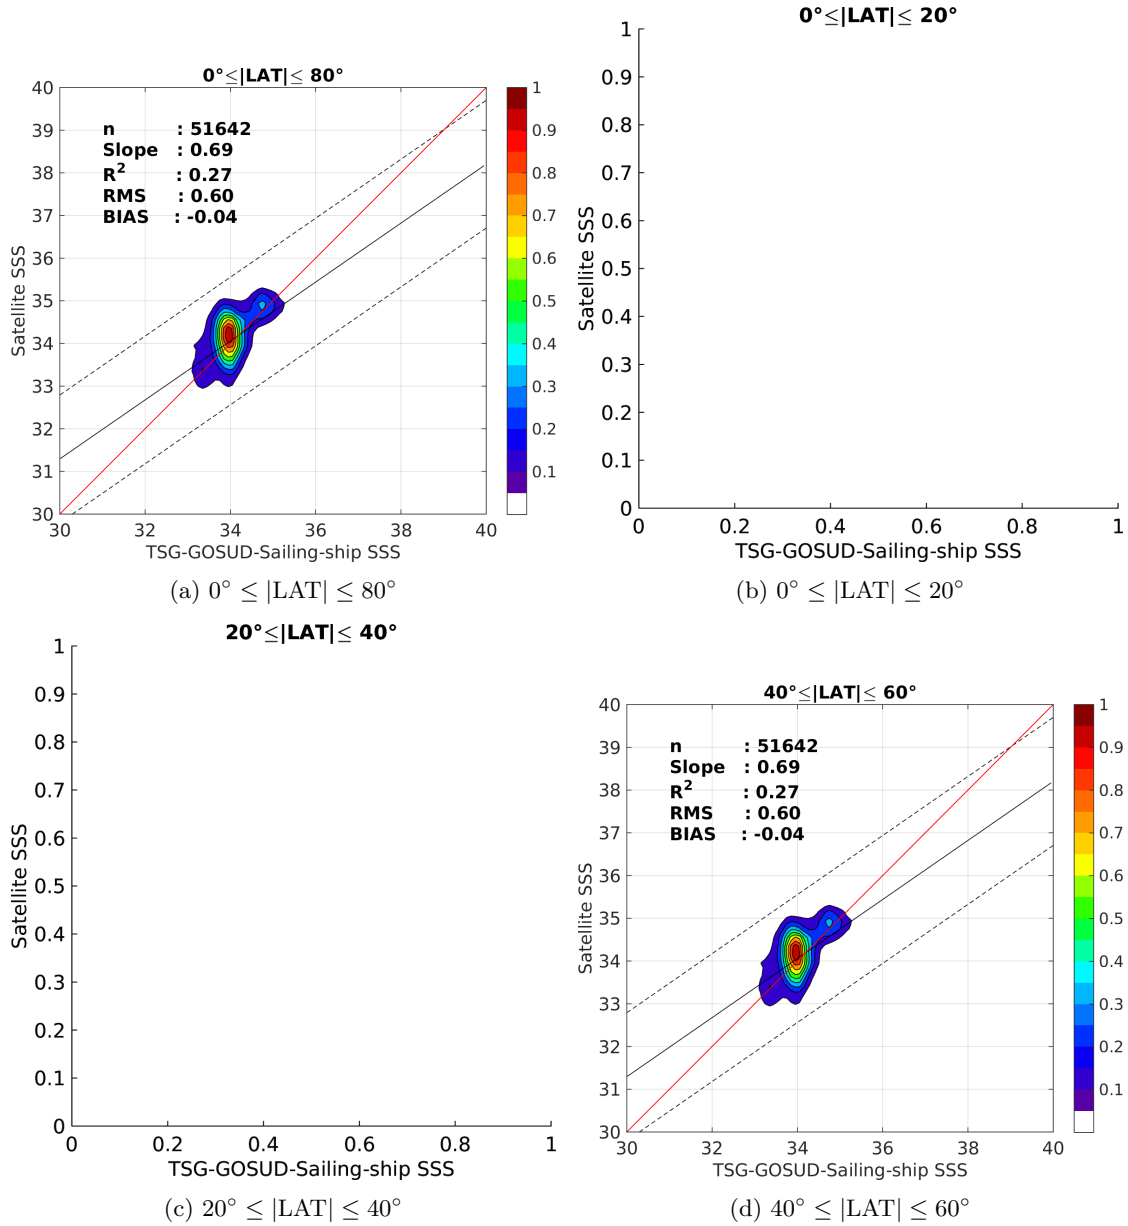 0°≤|LAT|≤ 80°
40
39
38
37
36
35
34
33
32
31
30
30 32 34 36 38 40
n : 51642
Slope : 0.69
R² : 0.27
RMS : 0.60
BIAS : -0.04
1
0.9
0.8
0.7
0.6
0.5
0.4
0.3
0.2
0.1
Satellite SSS
TSG-GOSUD-Sailing-ship SSS
(a) 0° ≤ |LAT| ≤ 80°
0°≤|LAT|≤ 20°
1
0.9
0.8
0.7
0.6
0.5
0.4
0.3
0.2
0.1
0
0 0.2 0.4 0.6 0.8 1
Satellite SSS
TSG-GOSUD-Sailing-ship SSS
(b) 0° ≤ |LAT| ≤ 20°
20°≤|LAT|≤ 40°
1
0.9
0.8
0.7
0.6
0.5
0.4
0.3
0.2
0.1
0
0 0.2 0.4 0.6 0.8 1
Satellite SSS
TSG-GOSUD-Sailing-ship SSS
(c) 20° ≤ |LAT| ≤ 40°
40°≤|LAT|≤ 60°
40
39
38
37
36
35
34
33
32
31
30
30 32 34 36 38 40
n : 51642
Slope : 0.69
R² : 0.27
RMS : 0.60
BIAS : -0.04
1
0.9
0.8
0.7
0.6
0.5
0.4
0.3
0.2
0.1
Satellite SSS
TSG-GOSUD-Sailing-ship SSS
(d) 40° ≤ |LAT| ≤ 60°